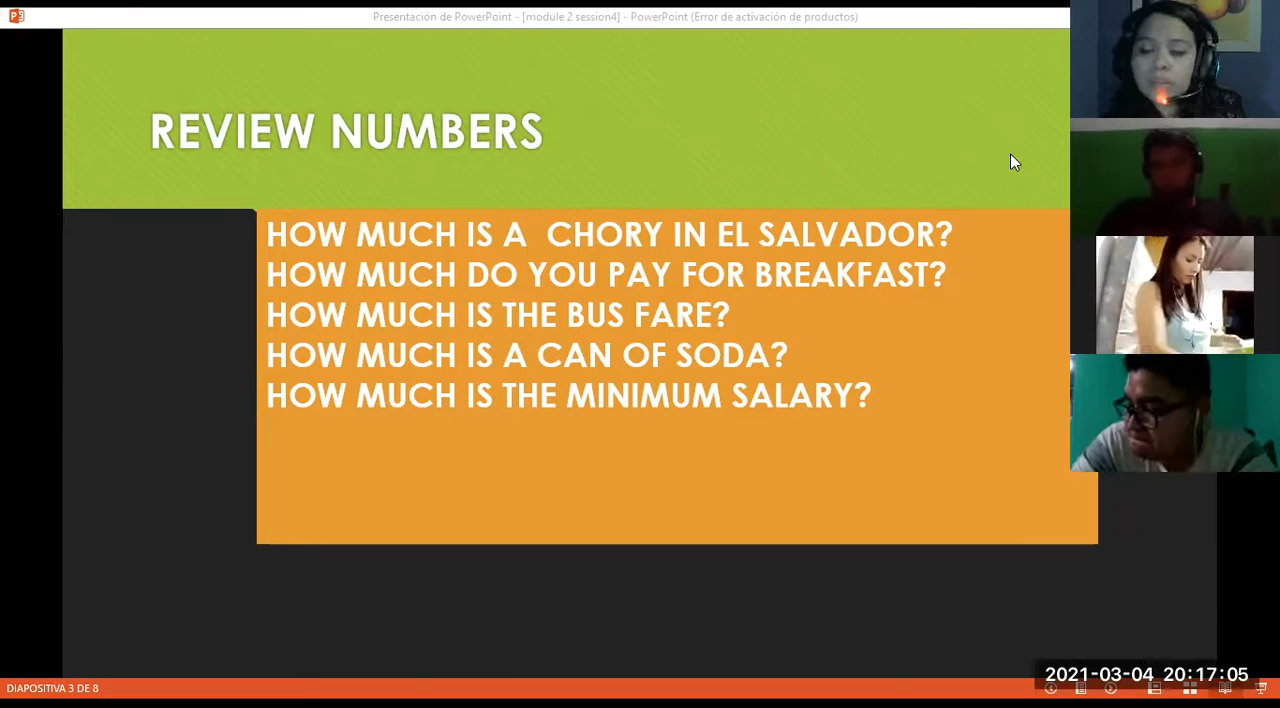 Presentación de PowerPoint - [module 2 session4] - PowerPoint (Error de activación de productos)
REVIEW NUMBERS
HOW MUCH IS A  CHORY IN EL SALVADOR?
HOW MUCH DO YOU PAY FOR BREAKFAST?
HOW MUCH IS THE BUS FARE?
HOW MUCH IS A CAN OF SODA?
HOW MUCH IS THE MINIMUM SALARY?
2021-03-04 20:17:05
DIAPOSITIVA 3 DE 8